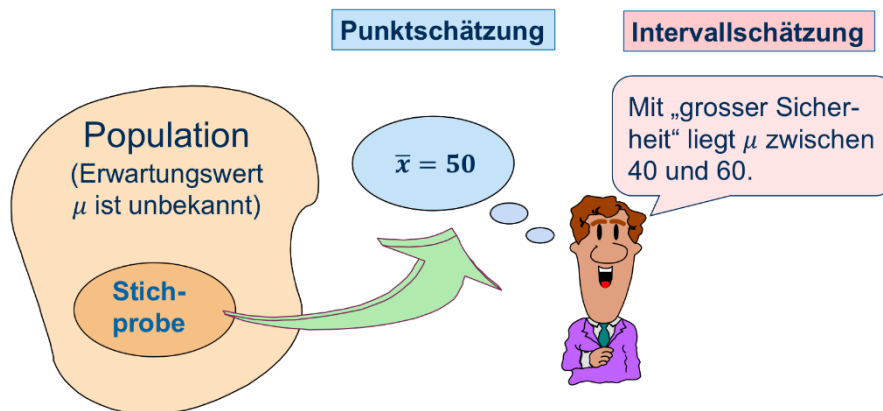 Punktschätzung
Intervallschätzung
Population
(Erwartungswert
μ ist unbekannt)
Stich-
probe
x̅ = 50
Mit „grosser Sicher-
heit“ liegt μ zwischen
40 und 60.